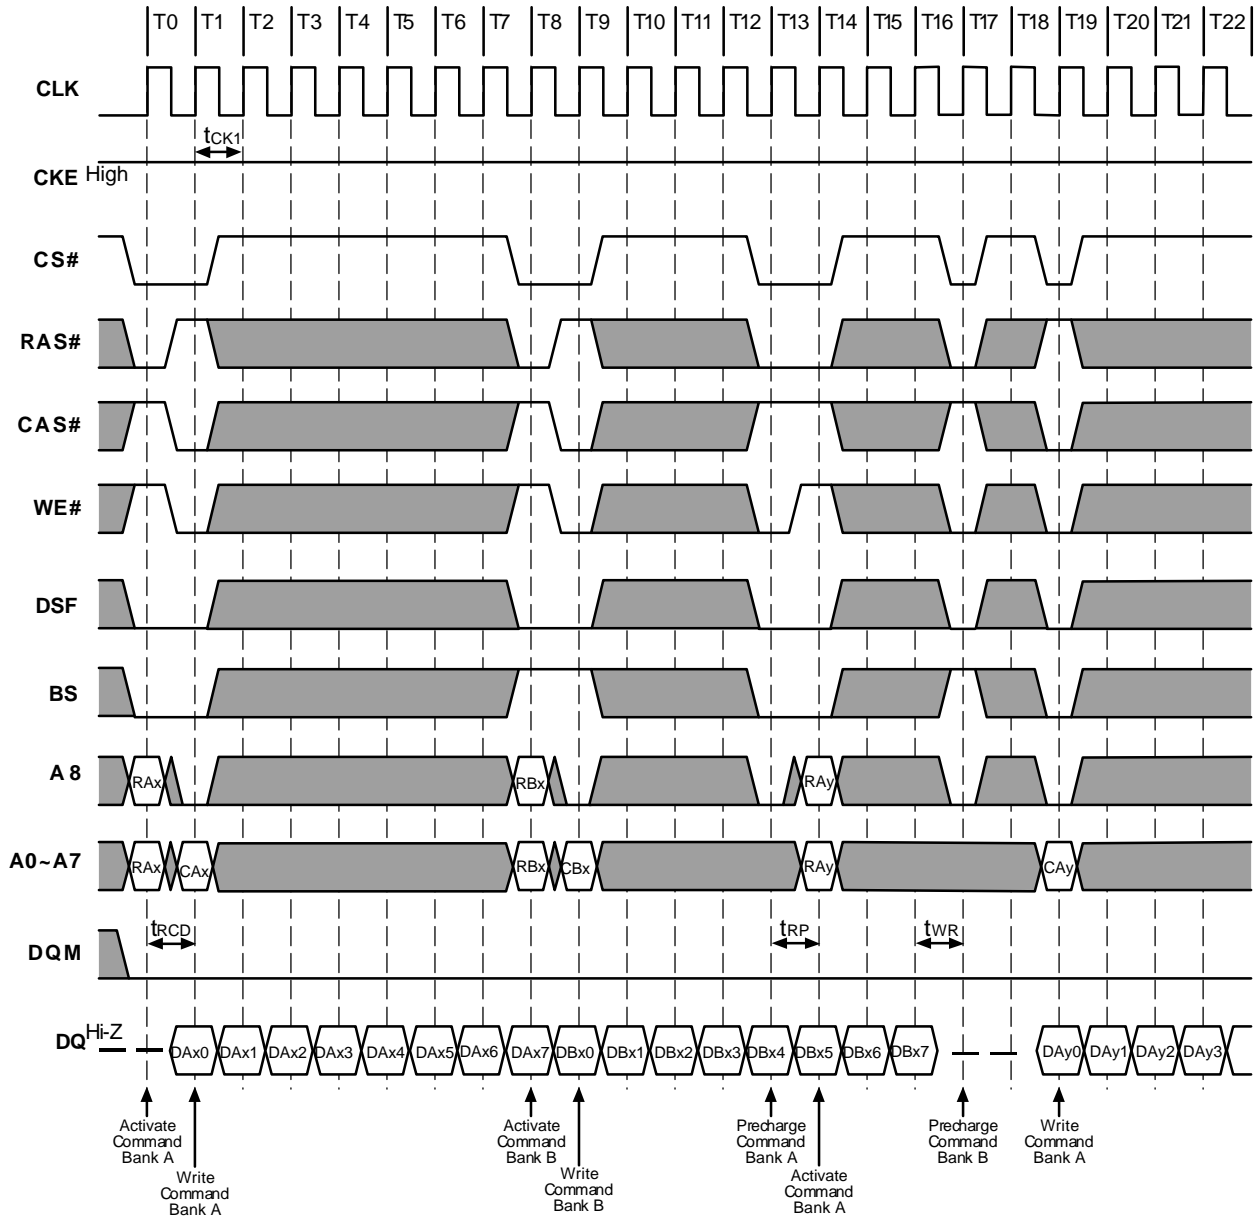 T0 T1 T2 T3 T4 T5 T6 T7 T8 T9 T10 T11 T12 T13 T14 T15 T16 T17 T18 T19 T20 T21 T22
CLK
tCK1
CKE High
CS#
RAS#
CAS#
WE#
DSF
BS
A8 RAx RBx RAy
A0~A7 RAx CAx RBx CBx RAy CAy
tRCD tRP tWR
DQM
DQ Hi-Z DAx0 DAx1 DAx2 DAx3 DAx4 DAx5 DAx6 DAx7 DBx0 DBx1 DBx2 DBx3 DBx4 DBx5 DBx6 DBx7 DAy0 DAy1 DAy2 DAy3
Activate
Command
Bank A
Write
Command
Bank A
Activate
Command
Bank B
Write
Command
Bank B
Precharge
Command
Bank A
Activate
Command
Bank A
Precharge
Command
Bank B
Write
Command
Bank A